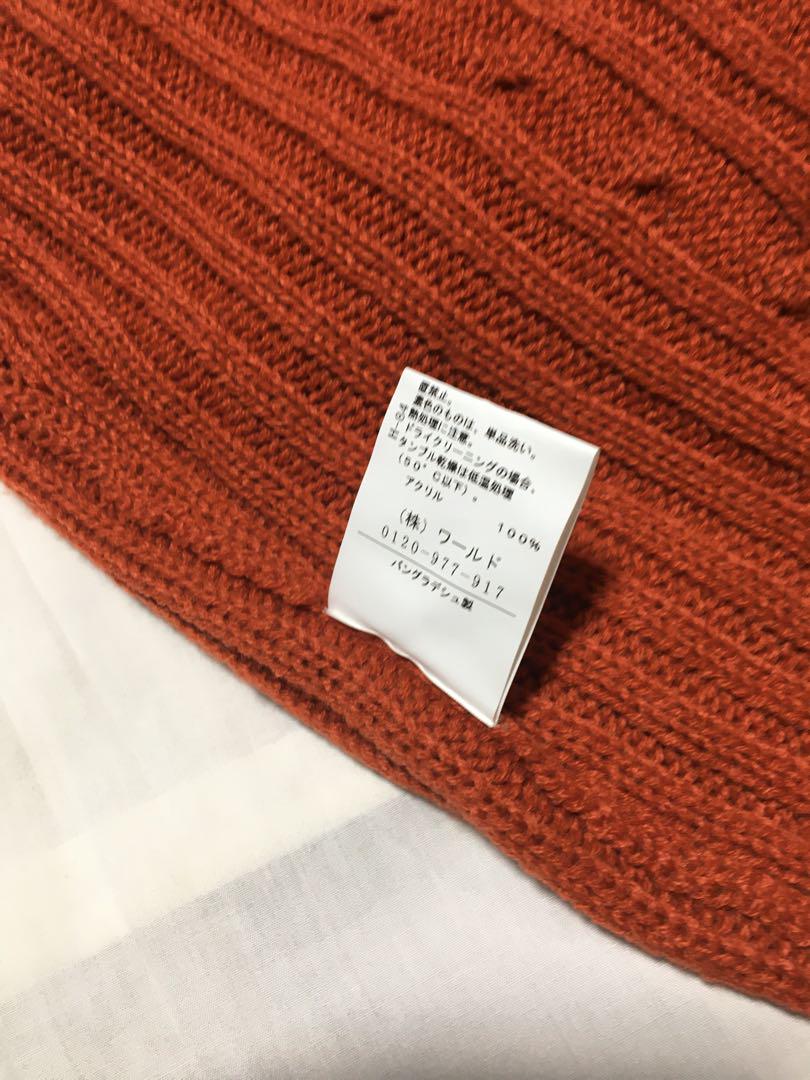 直禁止。
素色のものは、単品洗い。
熱処理に注意。
ドライクリーニングの場合、
タンブル乾燥は低温処理
(50°C以下)。
アクリル 100%
(株) ワールド
0120-977-917
バングラデシュ製